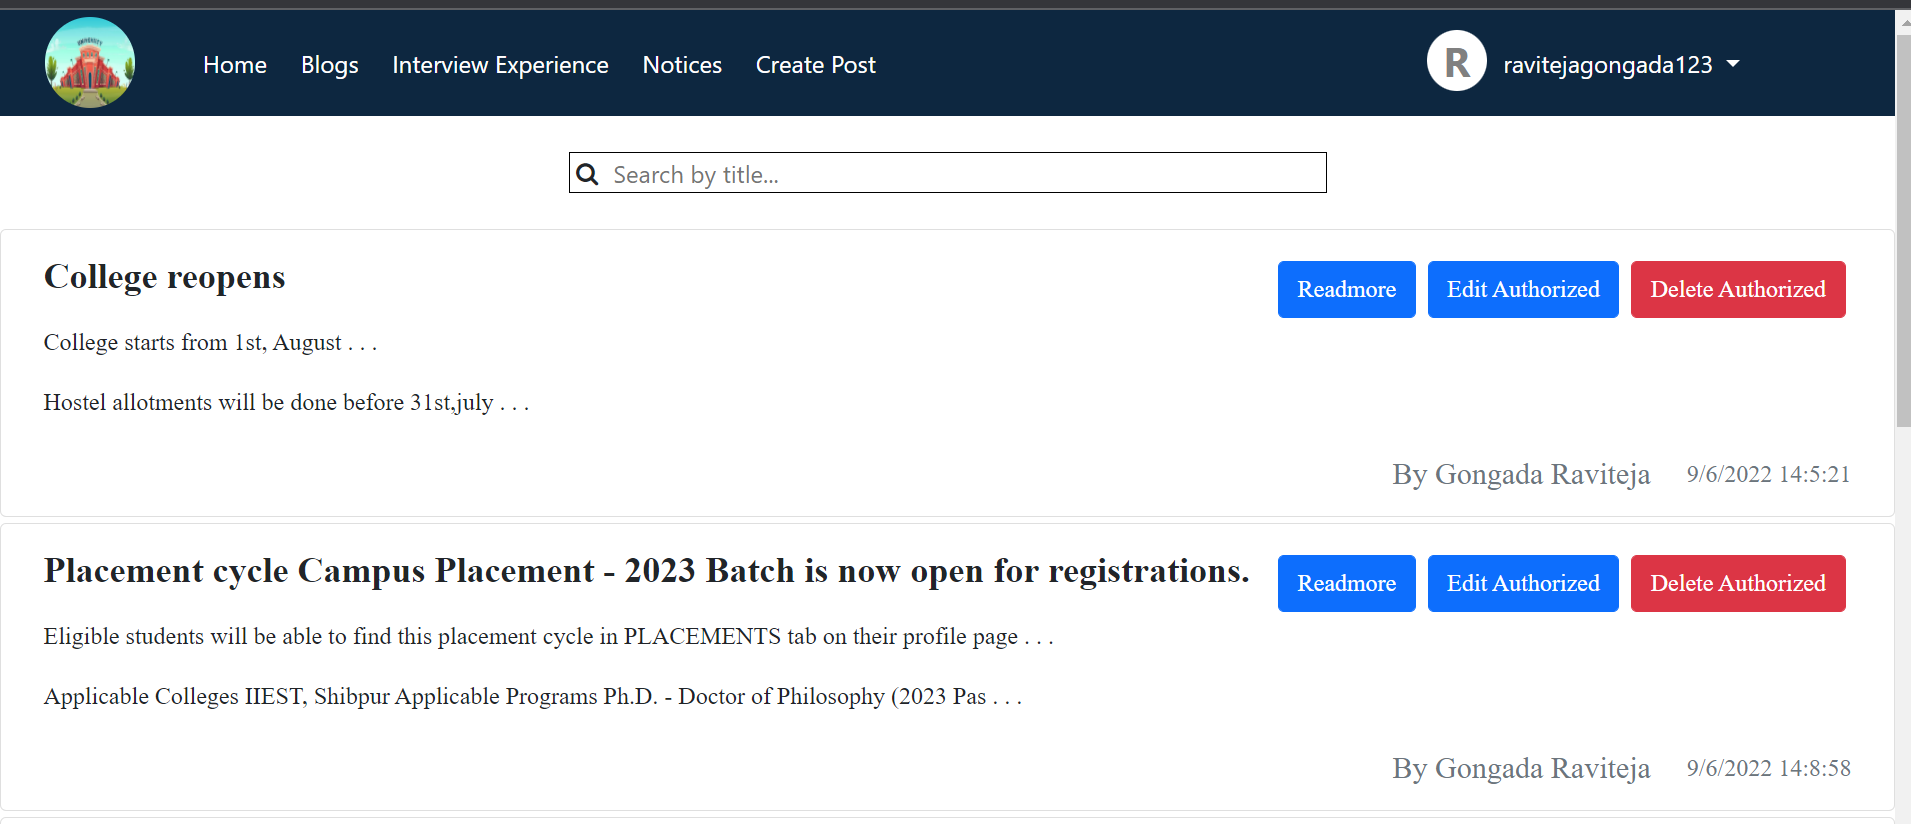 UNIVERSITY
Home Blogs Interview Experience Notices Create Post R ravitejagongada123
Search by title...
College reopens Readmore Edit Authorized Delete Authorized
College starts from 1st, August . . .
Hostel allotments will be done before 31st,july . . .
By Gongada Raviteja 9/6/2022 14:5:21
Placement cycle Campus Placement - 2023 Batch is now open for registrations. Readmore Edit Authorized Delete Authorized
Eligible students will be able to find this placement cycle in PLACEMENTS tab on their profile page . . .
Applicable Colleges IIEST, Shibpur Applicable Programs Ph.D. - Doctor of Philosophy (2023 Pas . . .
By Gongada Raviteja 9/6/2022 14:8:58